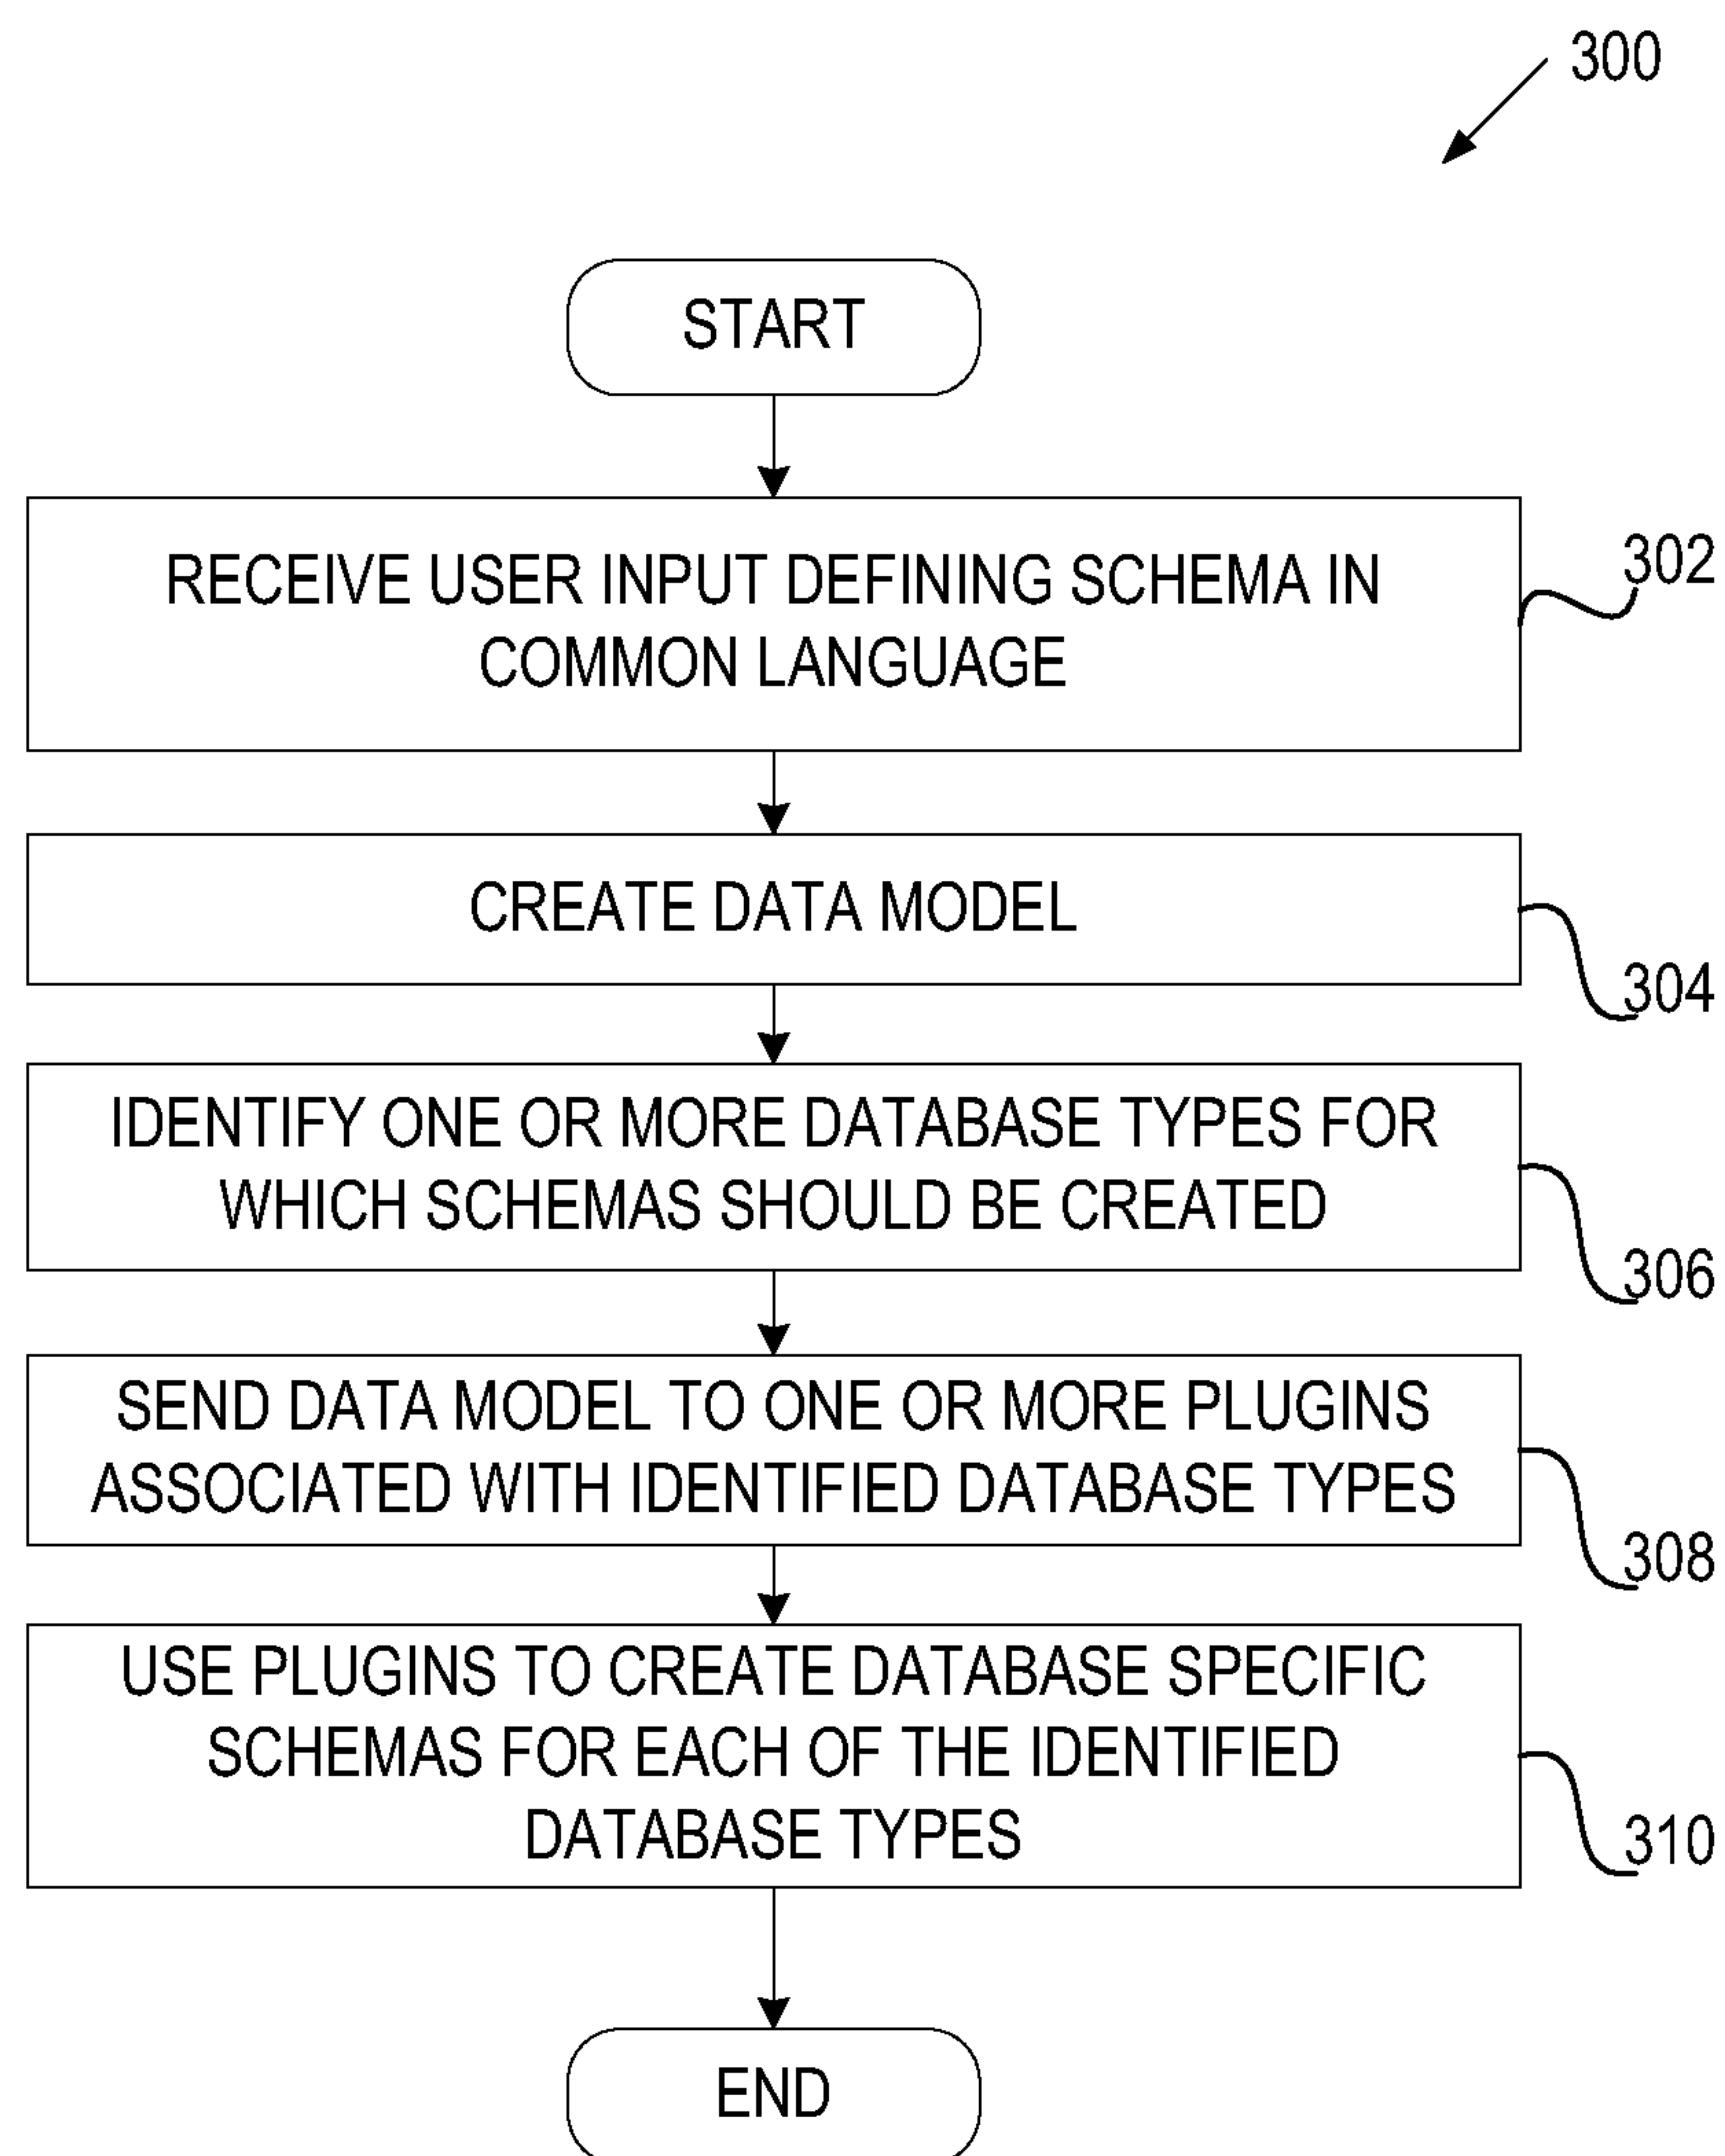 300
START
RECEIVE USER INPUT DEFINING SCHEMA IN
COMMON LANGUAGE
302
CREATE DATA MODEL
304
IDENTIFY ONE OR MORE DATABASE TYPES FOR
WHICH SCHEMAS SHOULD BE CREATED
306
SEND DATA MODEL TO ONE OR MORE PLUGINS
ASSOCIATED WITH IDENTIFIED DATABASE TYPES
308
USE PLUGINS TO CREATE DATABASE SPECIFIC
SCHEMAS FOR EACH OF THE IDENTIFIED
DATABASE TYPES
310
END